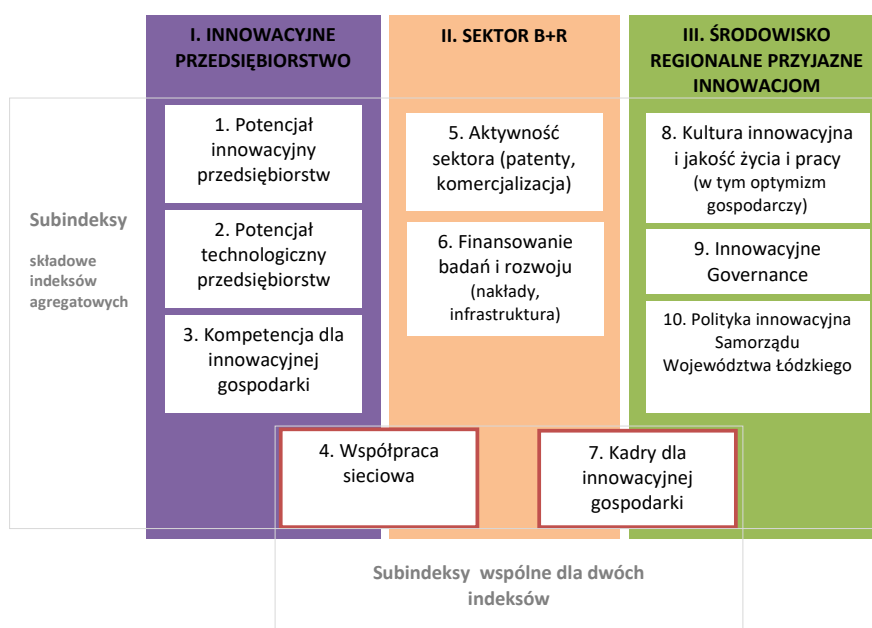 I. INNOWACYJNE
PRZEDSIĘBIORSTWO
II. SEKTOR B+R
III. ŚRODOWISKO
REGIONALNE PRZYJAZNE
INNOWACJOM
Subindeksy
składowe
indeksów
agregatowych
1. Potencjał
innowacyjny
przedsiębiorstw
2. Potencjał
technologiczny
przedsiębiorstw
3. Kompetencja dla
innowacyjnej
gospodarki
4. Współpraca
sieciowa
5. Aktywność
sektora (patenty,
komercjalizacja)
6. Finansowanie
badań i rozwoju
(nakłady,
infrastruktura)
7. Kadry dla
innowacyjnej
gospodarki
8. Kultura innowacyjna
i jakość życia i pracy
(w tym optymizm
gospodarczy)
9. Innowacyjne
Governance
10. Polityka innowacyjna
Samorządu
Województwa Łódzkiego
Subindeksy wspólne dla dwóch
indeksów